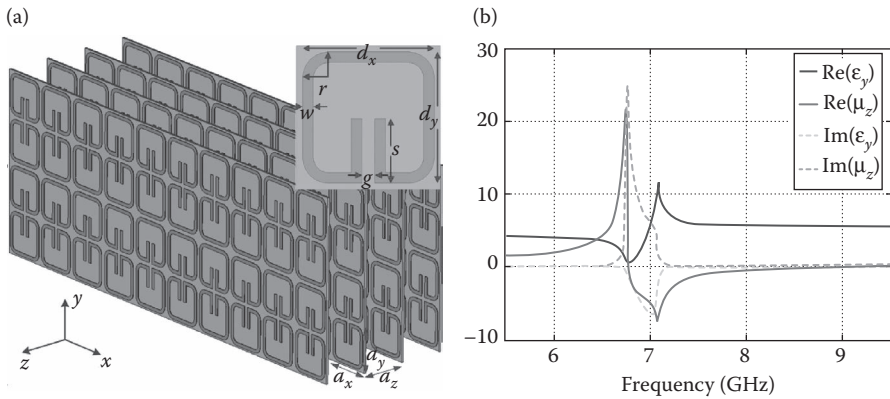 (a)
d_x
r
w
d_y
s
g
y
z
x
a_x
a_y
a_z
(b)
30
20
10
0
−10
6
7
8
9
Frequency (GHz)
Re(ε_y)
Re(μ_z)
Im(ε_y)
Im(μ_z)